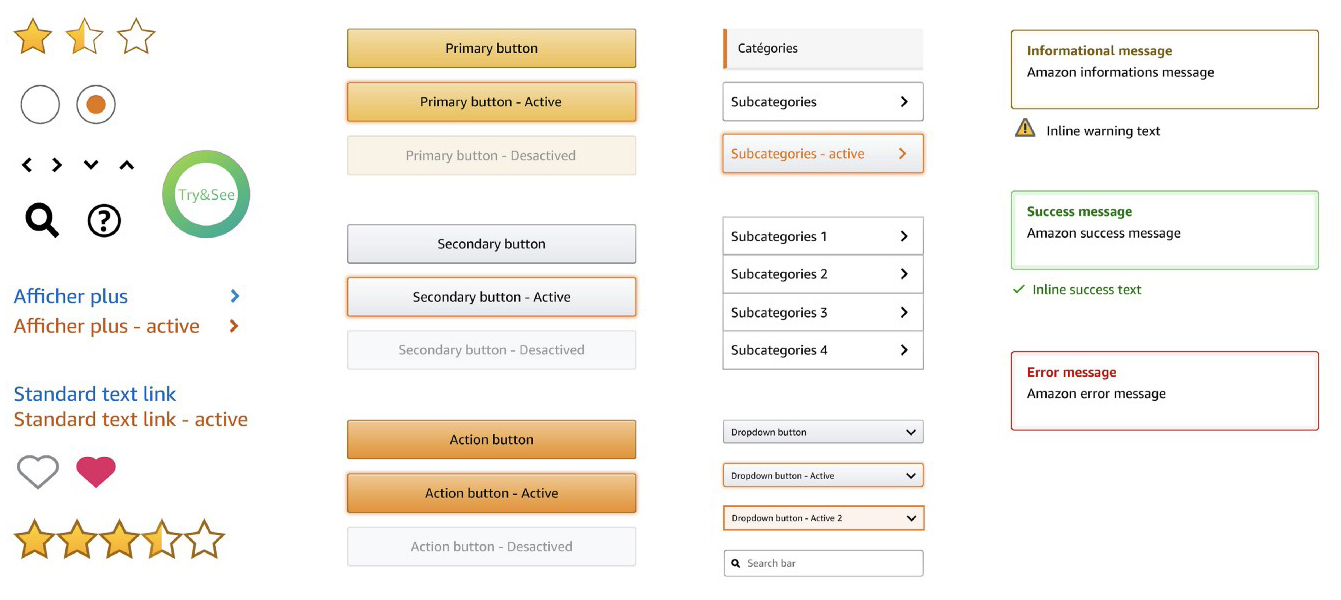 Try&See
Afficher plus
Afficher plus - active
Standard text link
Standard text link - active
Primary button
Primary button - Active
Primary button - Desactived
Secondary button
Secondary button - Active
Secondary button - Desactived
Action button
Action button - Active
Action button - Desactived
Catégories
Subcategories
Subcategories - active
Subcategories 1
Subcategories 2
Subcategories 3
Subcategories 4
Dropdown button
Dropdown button - Active
Dropdown button - Active 2
Search bar
Informational message
Amazon informations message
Inline warning text
Success message
Amazon success message
Inline success text
Error message
Amazon error message